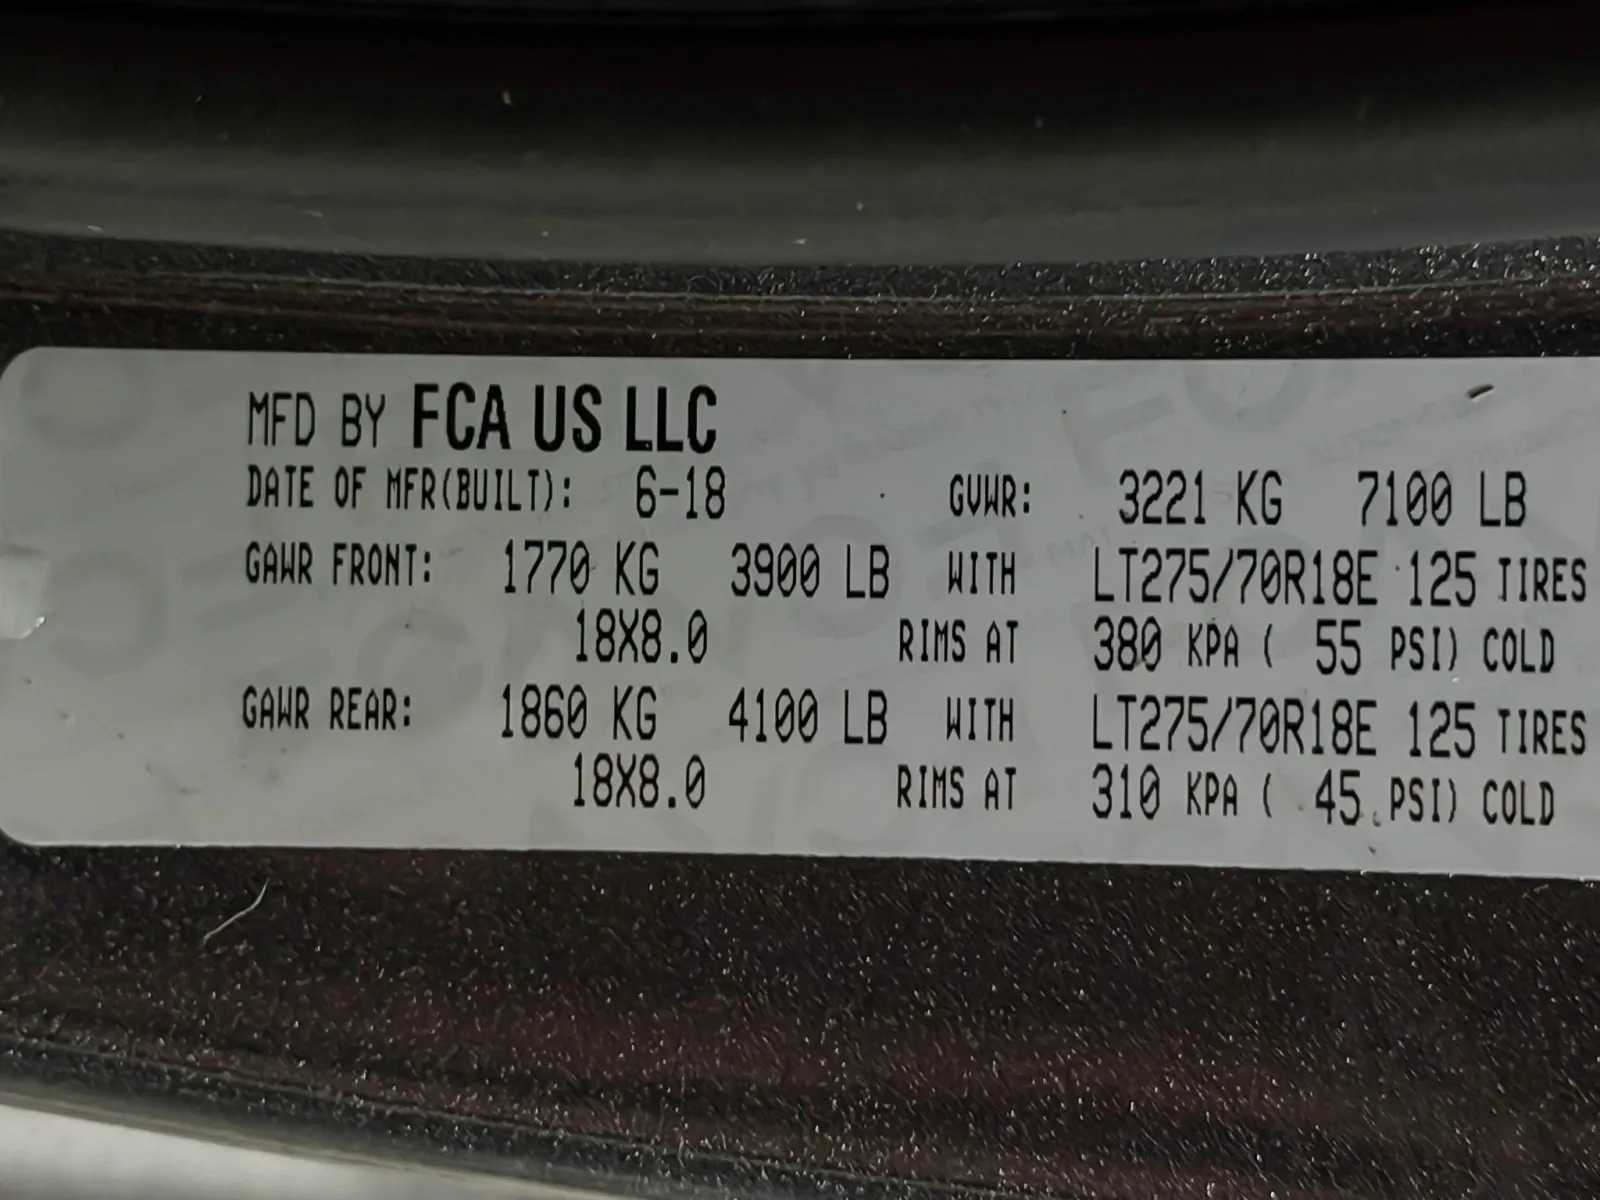 MFD BY FCA US LLC
DATE OF MFR(BUILT): 6-18 GVWR: 3221 KG 7100 LB
GAWR FRONT: 1770 KG 3900 LB WITH LT275/70R18E 125 TIRES
18X8.0 RIMS AT 380 KPA ( 55 PSI) COLD
GAWR REAR: 1860 KG 4100 LB WITH LT275/70R18E 125 TIRES
18X8.0 RIMS AT 310 KPA ( 45 PSI) COLD